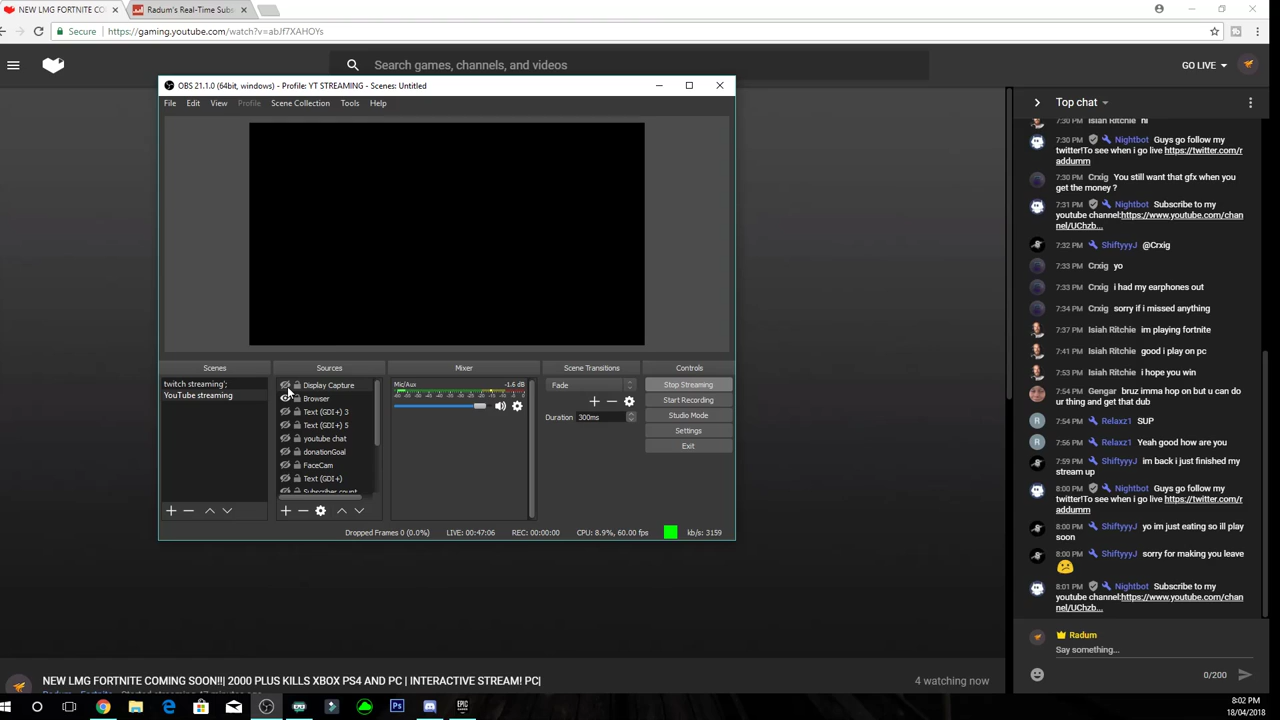 NEW LMG FORTNITE CO
Radum's Real-Time Subs
Secure
https://gaming.youtube.com/watch?v=abJf7XAHOYs
Search games, channels, and videos
GO LIVE
OBS 21.1.0 (64bit, windows) - Profile: YT STREAMING - Scenes: Untitled
File Edit View Profile Scene Collection Tools Help
Scenes
twitch streaming';
YouTube streaming
Sources
Display Capture
Browser
Text (GDI+) 3
Text (GDI+) 5
youtube chat
donationGoal
FaceCam
Text (GDI+)
Subscriber count
Mixer
Mic/Aux -1.6 dB
Scene Transitions
Fade
Duration 300ms
Controls
Stop Streaming
Start Recording
Studio Mode
Settings
Exit
Dropped Frames 0 (0.0%) LIVE: 00:47:06 REC: 00:00:00 CPU: 8.9%, 60.00 fps kb/s: 3159
Top chat
7:30 PM Isiah Ritchie hi
7:30 PM Nightbot Guys go follow my
twitter!To see when i go live https://twitter.com/r
addumm
7:30 PM Crxig You still want that gfx when you
get the money ?
7:31 PM Nightbot Subscribe to my
youtube channel:https://www.youtube.com/chan
nel/UChzb...
7:32 PM ShiftyyyJ @Crxig
7:33 PM Crxig yo
7:33 PM Crxig i had my earphones out
7:34 PM Crxig sorry if i missed anything
7:37 PM Isiah Ritchie im playing fortnite
7:41 PM Isiah Ritchie good i play on pc
7:51 PM Isiah Ritchie i hope you win
7:54 PM Gengar bruz imma hop on but u can do
ur thing and get that dub
7:54 PM Relaxz1 SUP
7:56 PM Relaxz1 Yeah good how are you
7:59 PM ShiftyyyJ im back i just finished my
stream up
8:00 PM Nightbot Guys go follow my
twitter!To see when i go live https://twitter.com/r
addumm
8:00 PM ShiftyyyJ yo im just eating so ill play
soon
8:00 PM ShiftyyyJ sorry for making you leave
8:01 PM Nightbot Subscribe to my
youtube channel:https://www.youtube.com/chan
nel/UChzb...
Radum
Say something...
0/200
NEW LMG FORTNITE COMING SOON!!| 2000 PLUS KILLS XBOX PS4 AND PC | INTERACTIVE STREAM! PC|
4 watching now
Radum · Fortnite · Started streaming 47 minutes ago
8:02 PM
18/04/2018